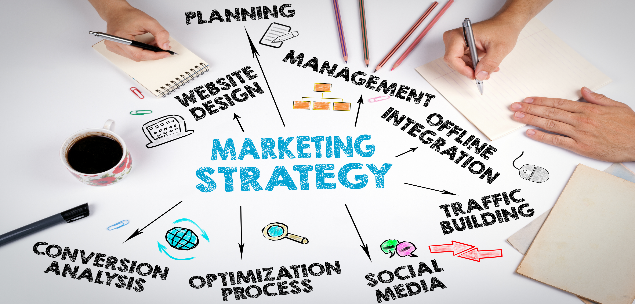 PLANNING
WEBSITE
DESIGN
MANAGEMENT
OFFLINE
INTEGRATION
MARKETING
STRATEGY
TRAFFIC
BUILDING
CONVERSION
ANALYSIS
OPTIMIZATION
PROCESS
SOCIAL
MEDIA